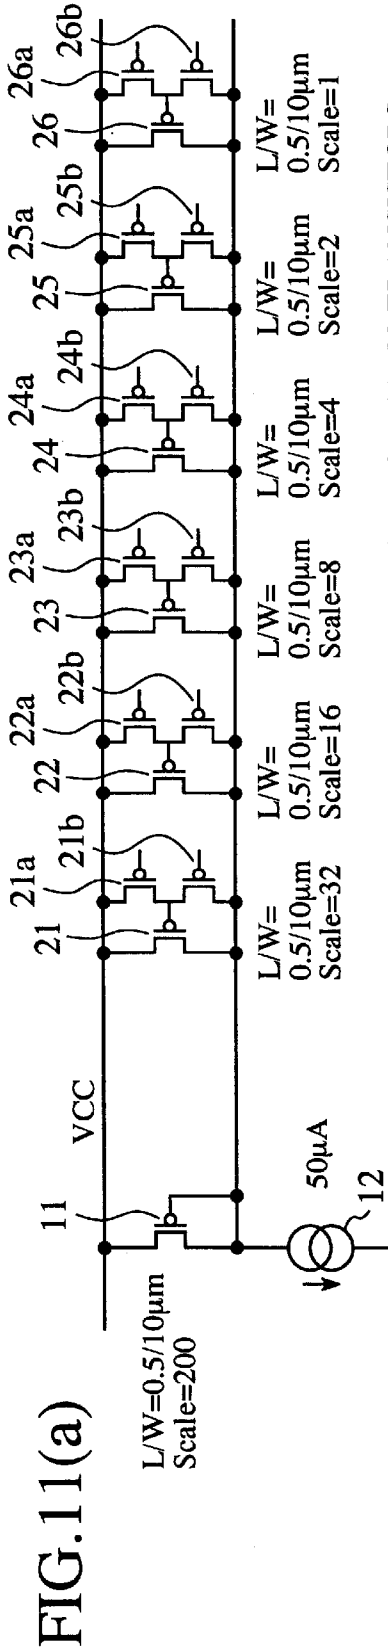 FIG.11(a)
VCC
11
L/W=0.5/10μm
Scale=200
50μA
12
21
21a
21b
L/W=
0.5/10μm
Scale=32
22
22a
22b
L/W=
0.5/10μm
Scale=16
23
23a
23b
L/W=
0.5/10μm
Scale=8
24
24a
24b
L/W=
0.5/10μm
Scale=4
25
25a
25b
L/W=
0.5/10μm
Scale=2
26
26a
26b
L/W=
0.5/10μm
Scale=1